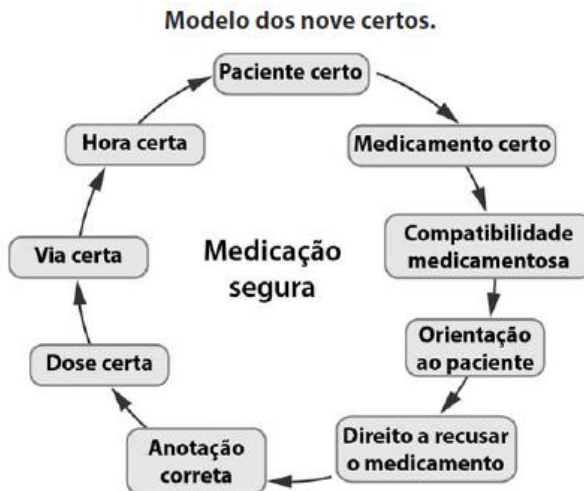 Modelo dos nove certos.
Paciente certo
Medicamento certo
Compatibilidade
medicamentosa
Orientação
ao paciente
Direito a recusar
o medicamento
Anotação
correta
Dose certa
Via certa
Hora certa
Medicação
segura